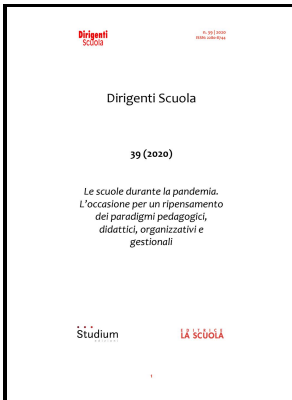 Dirigenti
Scuola
n. 39 | 2020
ISSN 2280-8744
Dirigenti Scuola
39 (2020)
Le scuole durante la pandemia.
L'occasione per un ripensamento
dei paradigmi pedagogici,
didattici, organizzativi e
gestionali
Studium
edizioni
EDITRICE
LA SCUOLA
1